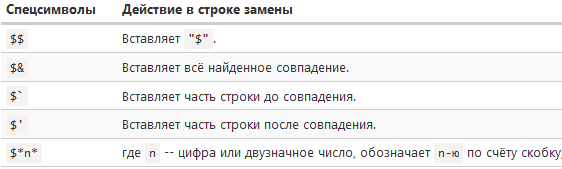 Спецсимволы Действие в строке замены
$$ Вставляет "$".
$& Вставляет всё найденное совпадение.
$` Вставляет часть строки до совпадения.
$' Вставляет часть строки после совпадения.
$*n* где n -- цифра или двузначное число, обозначает n-ю по счёту скобку,